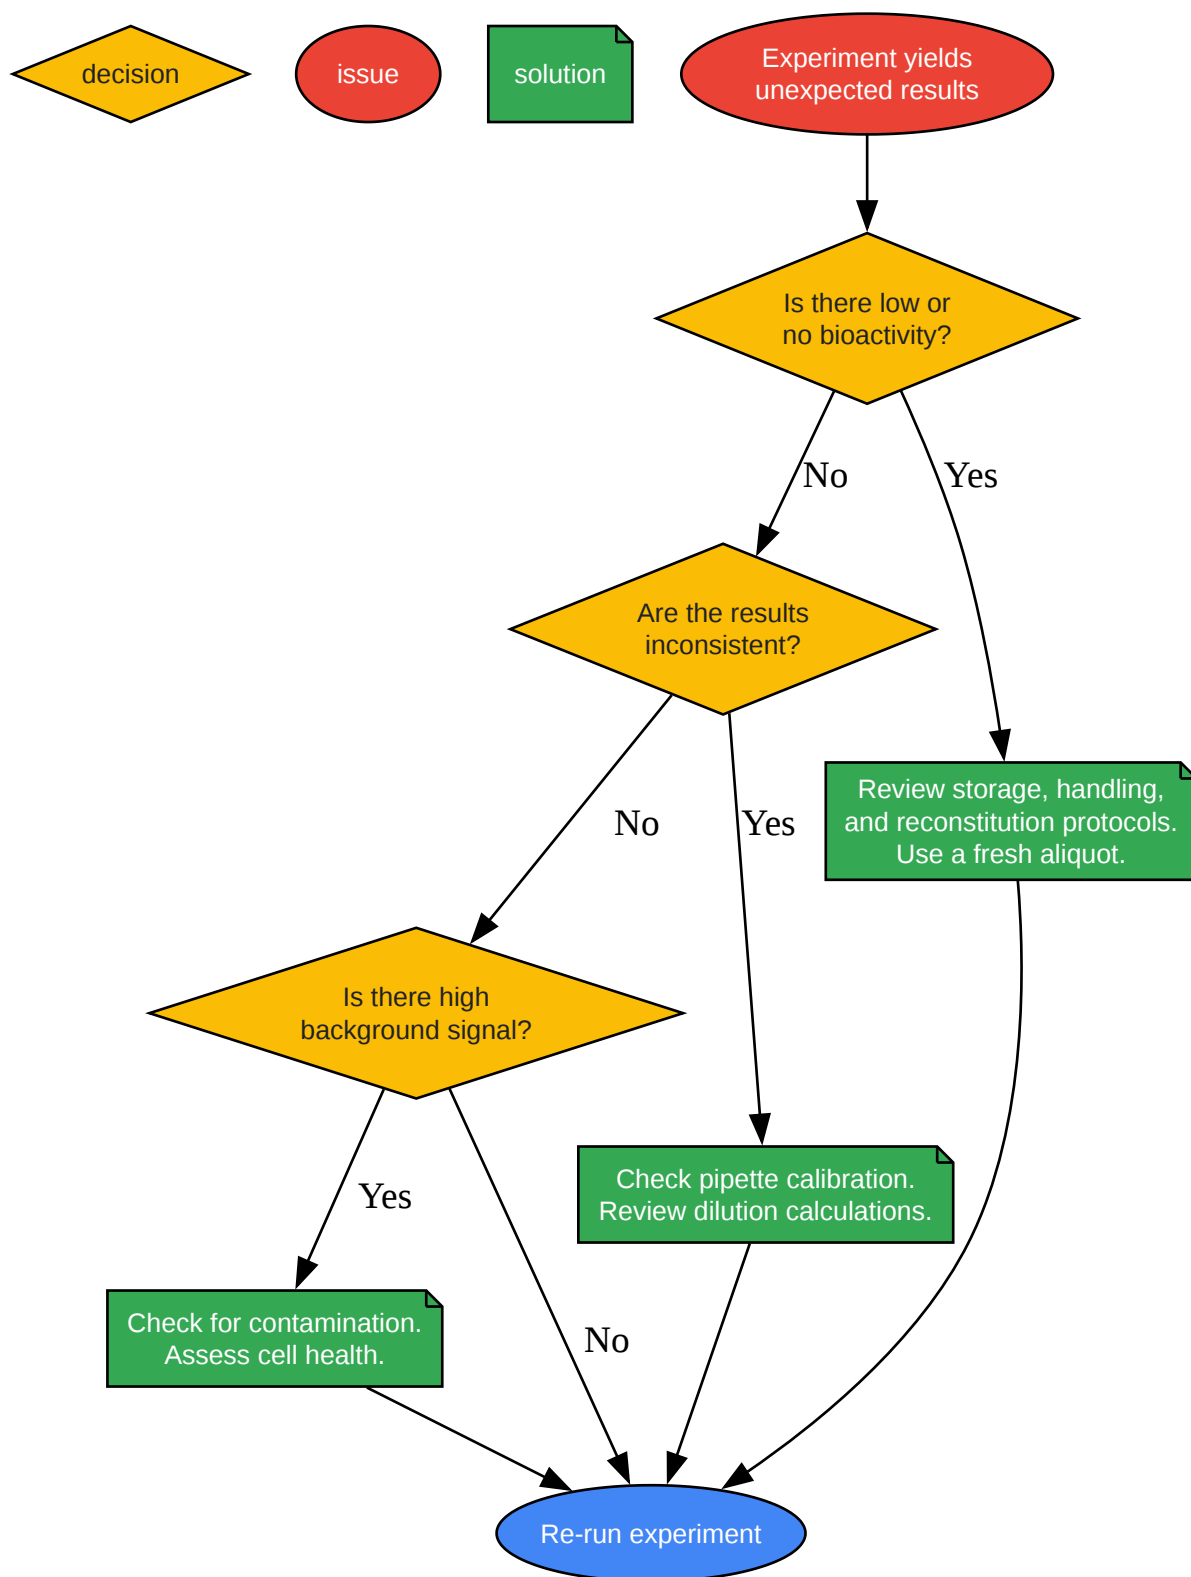 decision
issue
solution
Experiment yields
unexpected results
Is there low or
no bioactivity?
No
Yes
Are the results
inconsistent?
No
Yes
Review storage, handling,
and reconstitution protocols.
Use a fresh aliquot.
Is there high
background signal?
Yes
No
Check pipette calibration.
Review dilution calculations.
Check for contamination.
Assess cell health.
Re-run experiment